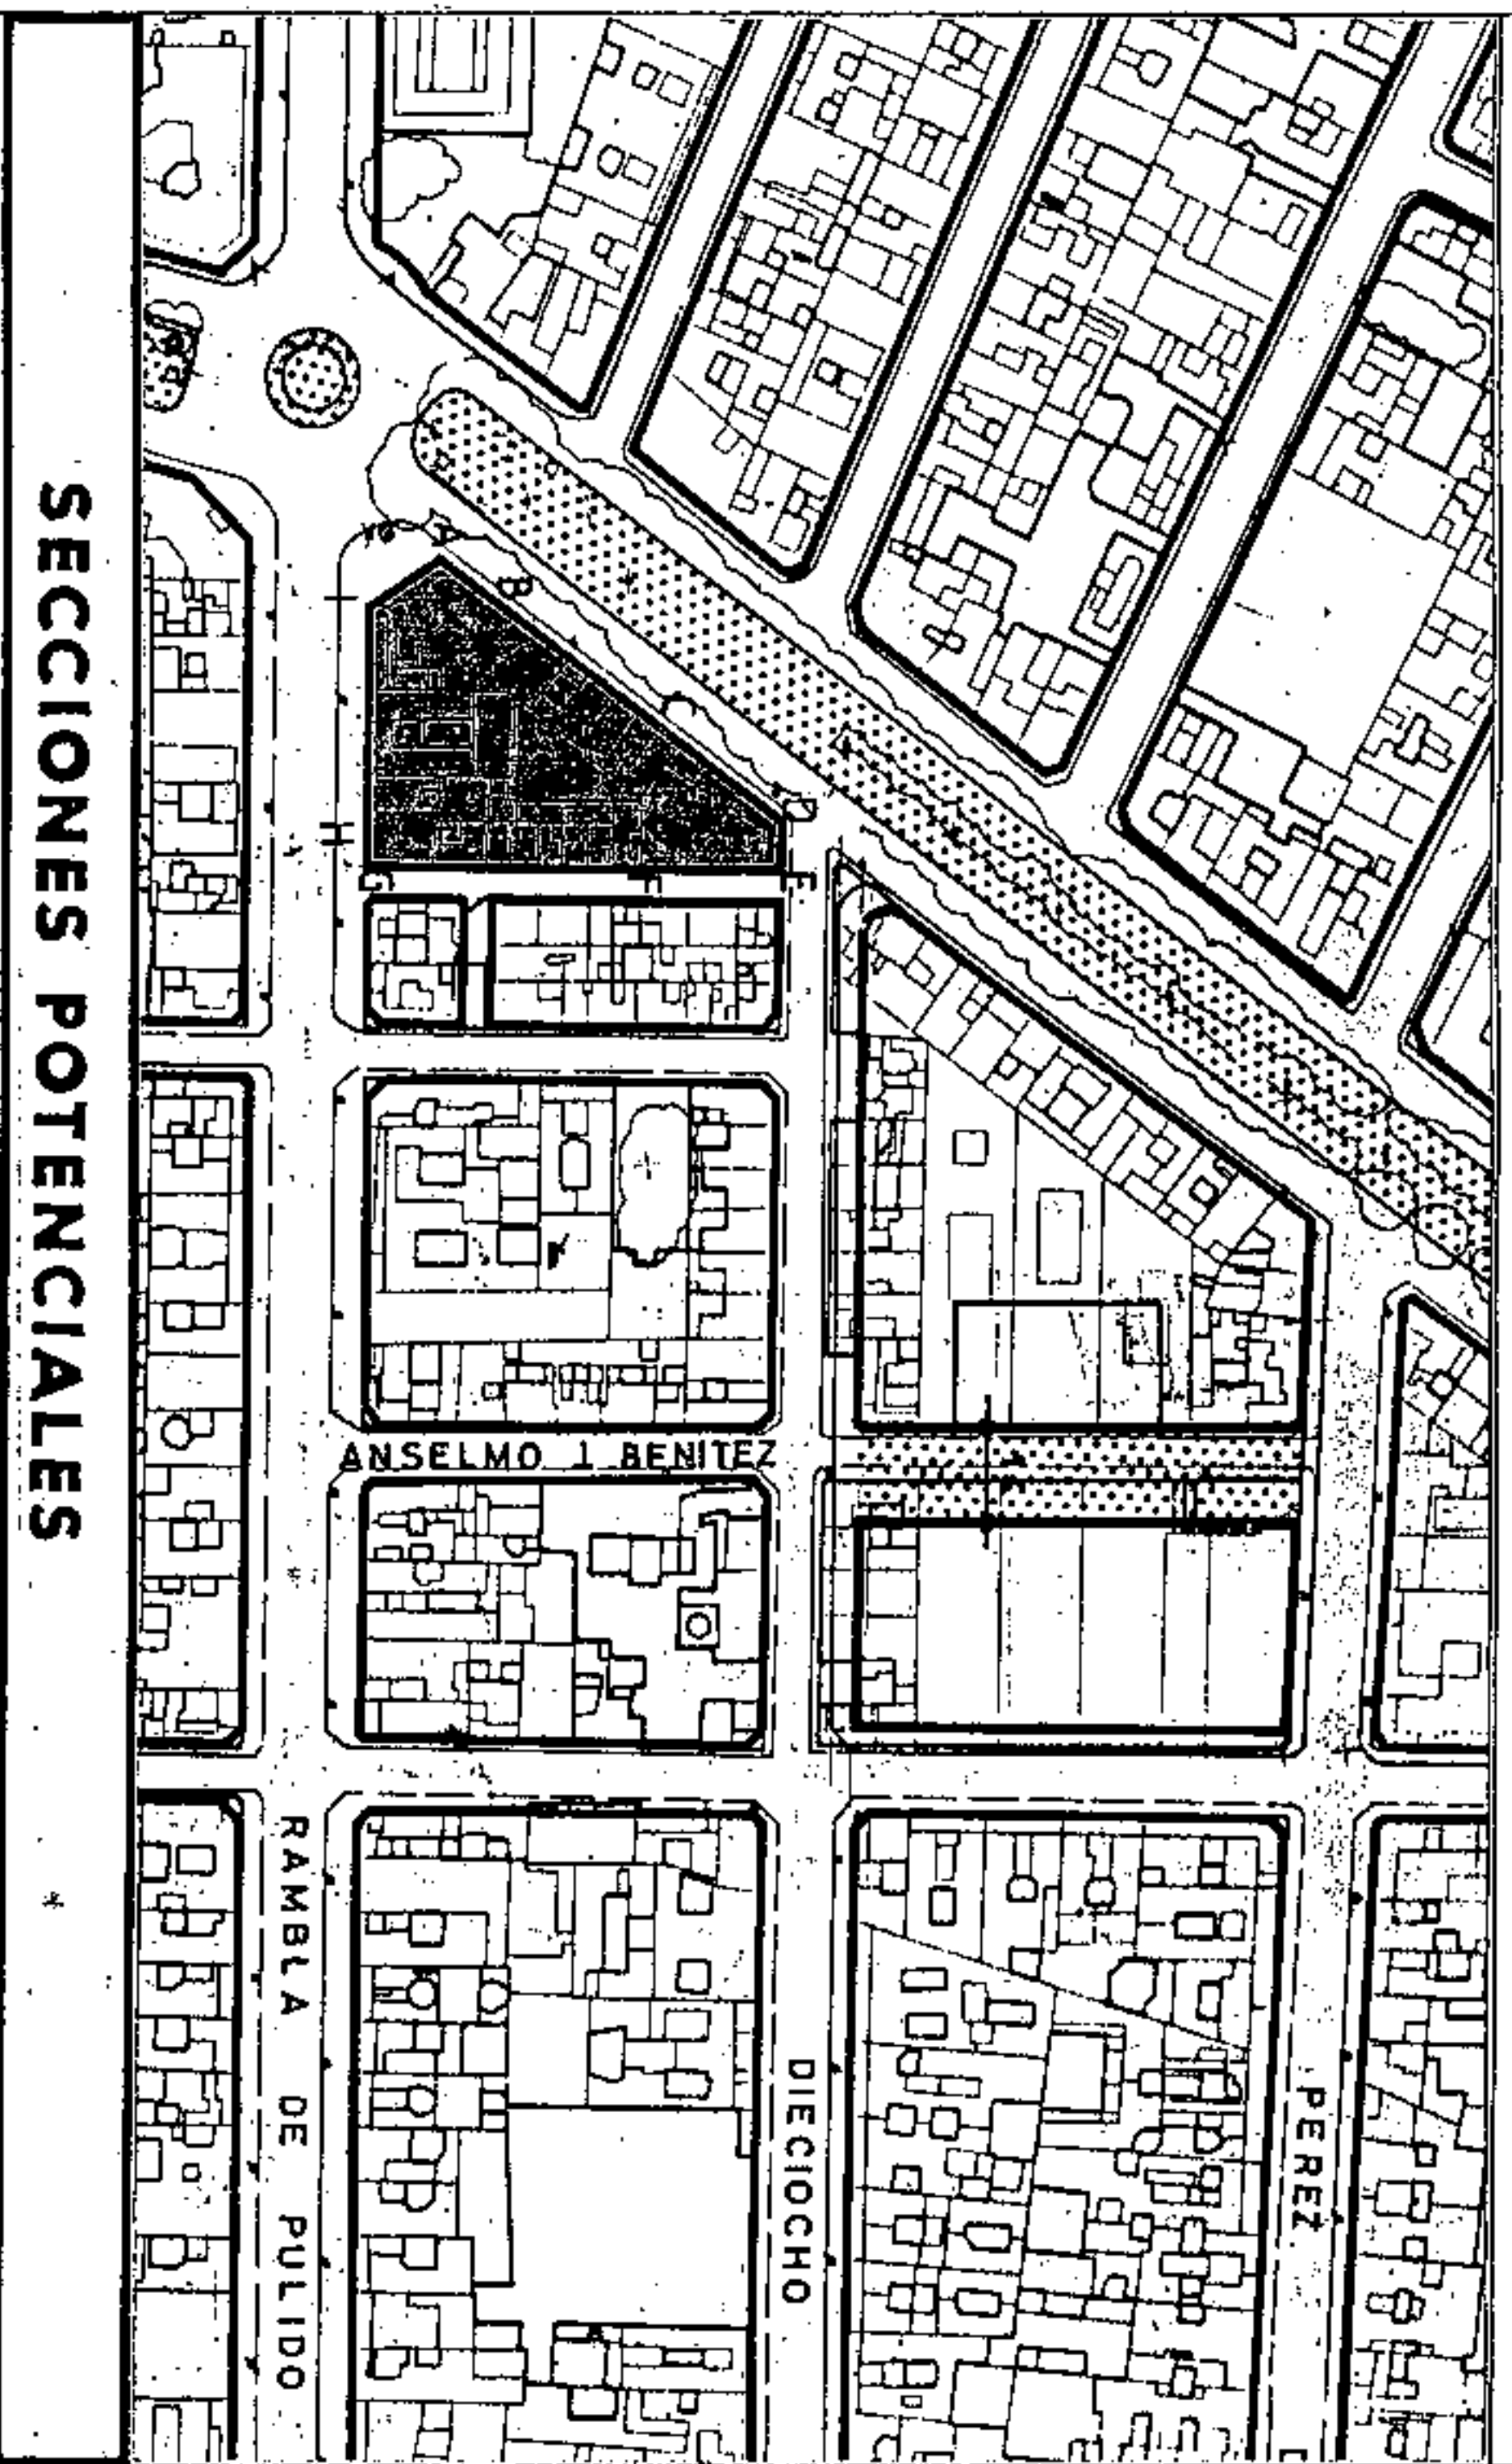 SECCIONES POTENCIALES
A
B
C
D
E
F
G
H
I
ANSELMO J. BENITEZ
RAMBLA DE PULIDO
DIECIOCHO
PEREZ